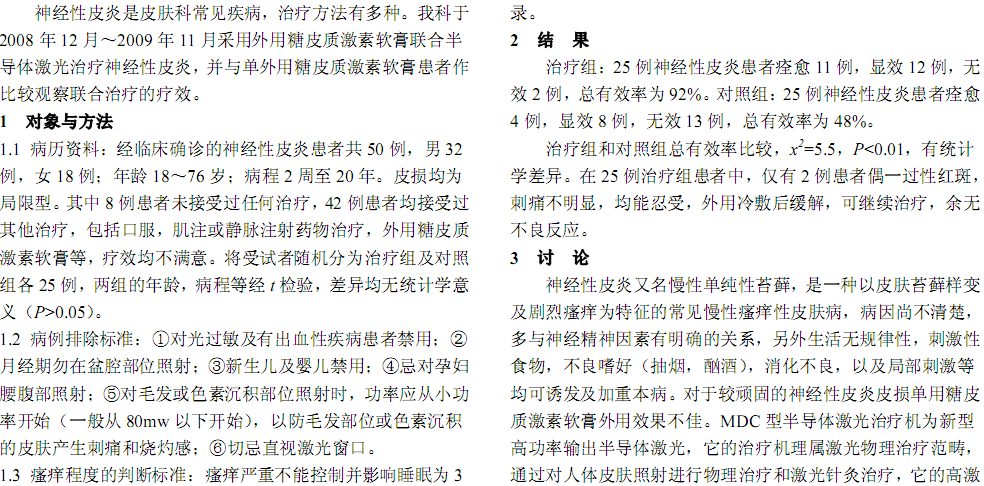 神经性皮炎是皮肤科常见疾病，治疗方法有多种。我科于
2008 年 12 月～2009 年 11 月采用外用糖皮质激素软膏联合半
导体激光治疗神经性皮炎，并与单外用糖皮质激素软膏患者作
比较观察联合治疗的疗效。
1 对象与方法
1.1 病历资料：经临床确诊的神经性皮炎患者共 50 例，男 32
例，女 18 例；年龄 18～76 岁；病程 2 周至 20 年。皮损均为
局限型。其中 8 例患者未接受过任何治疗，42 例患者均接受过
其他治疗，包括口服，肌注或静脉注射药物治疗，外用糖皮质
激素软膏等，疗效均不满意。将受试者随机分为治疗组及对照
组各 25 例，两组的年龄，病程等经 t 检验，差异均无统计学意
义（P>0.05）。
1.2 病例排除标准：①对光过敏及有出血性疾病患者禁用；②
月经期勿在盆腔部位照射；③新生儿及婴儿禁用；④忌对孕妇
腰腹部照射；⑤对毛发或色素沉积部位照射时，功率应从小功
率开始（一般从 80mw 以下开始），以防毛发部位或色素沉积
的皮肤产生刺痛和烧灼感；⑥切忌直视激光窗口。
1.3 瘙痒程度的判断标准：瘙痒严重不能控制并影响睡眠为 3
录。
2 结 果
治疗组：25 例神经性皮炎患者痊愈 11 例，显效 12 例，无
效 2 例，总有效率为 92%。对照组：25 例神经性皮炎患者痊愈
4 例，显效 8 例，无效 13 例，总有效率为 48%。
治疗组和对照组总有效率比较，x²=5.5，P<0.01，有统计
学差异。在 25 例治疗组患者中，仅有 2 例患者偶一过性红斑，
刺痛不明显，均能忍受，外用冷敷后缓解，可继续治疗，余无
不良反应。
3 讨 论
神经性皮炎又名慢性单纯性苔藓，是一种以皮肤苔藓样变
及剧烈瘙痒为特征的常见慢性瘙痒性皮肤病，病因尚不清楚，
多与神经精神因素有明确的关系，另外生活无规律性，刺激性
食物，不良嗜好（抽烟，酗酒），消化不良，以及局部刺激等
均可诱发及加重本病。对于较顽固的神经性皮炎皮损单用糖皮
质激素软膏外用效果不佳。MDC 型半导体激光治疗机为新型
高功率输出半导体激光，它的治疗机理属激光物理治疗范畴，
通过对人体皮肤照射进行物理治疗和激光针灸治疗，它的高激